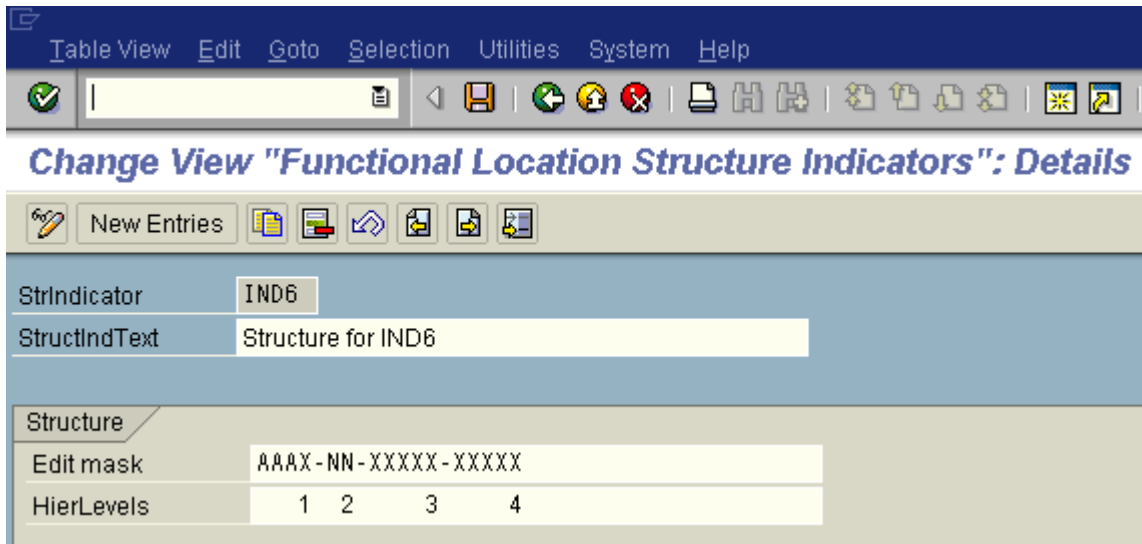 Table View Edit Goto Selection Utilities System Help
Change View "Functional Location Structure Indicators": Details
New Entries
StrIndicator IND6
StructIndText Structure for IND6
Structure
Edit mask AAAX-NN-XXXXX-XXXXX
HierLevels 1 2 3 4